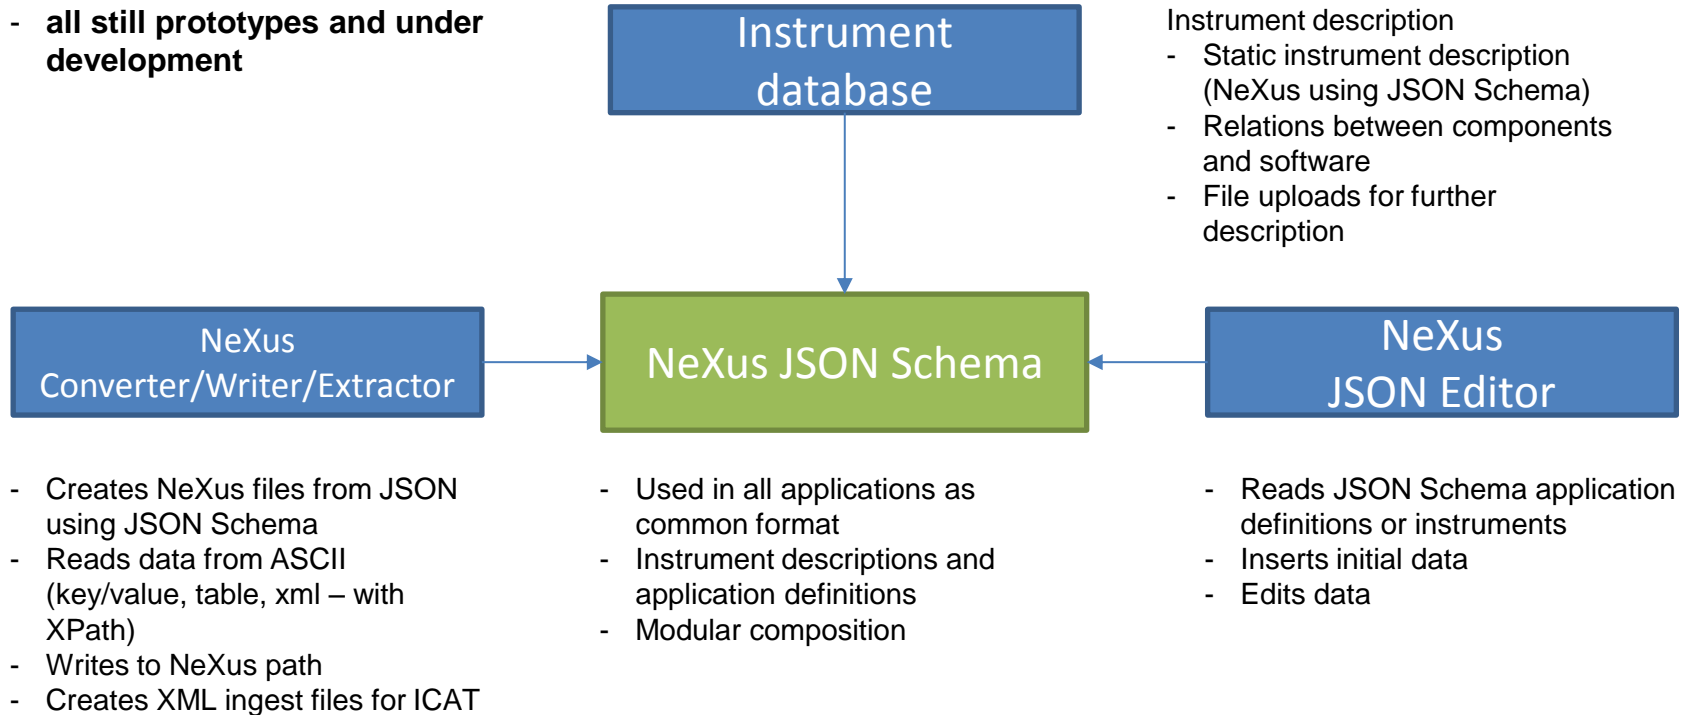 - all still prototypes and under
development
Instrument
database
Instrument description
- Static instrument description
(NeXus using JSON Schema)
- Relations between components
and software
- File uploads for further
description
NeXus
Converter/Writer/Extractor
NeXus JSON Schema
NeXus
JSON Editor
- Creates NeXus files from JSON
using JSON Schema
- Reads data from ASCII
(key/value, table, xml – with
XPath)
- Writes to NeXus path
- Creates XML ingest files for ICAT
- Used in all applications as
common format
- Instrument descriptions and
application definitions
- Modular composition
- Reads JSON Schema application
definitions or instruments
- Inserts initial data
- Edits data